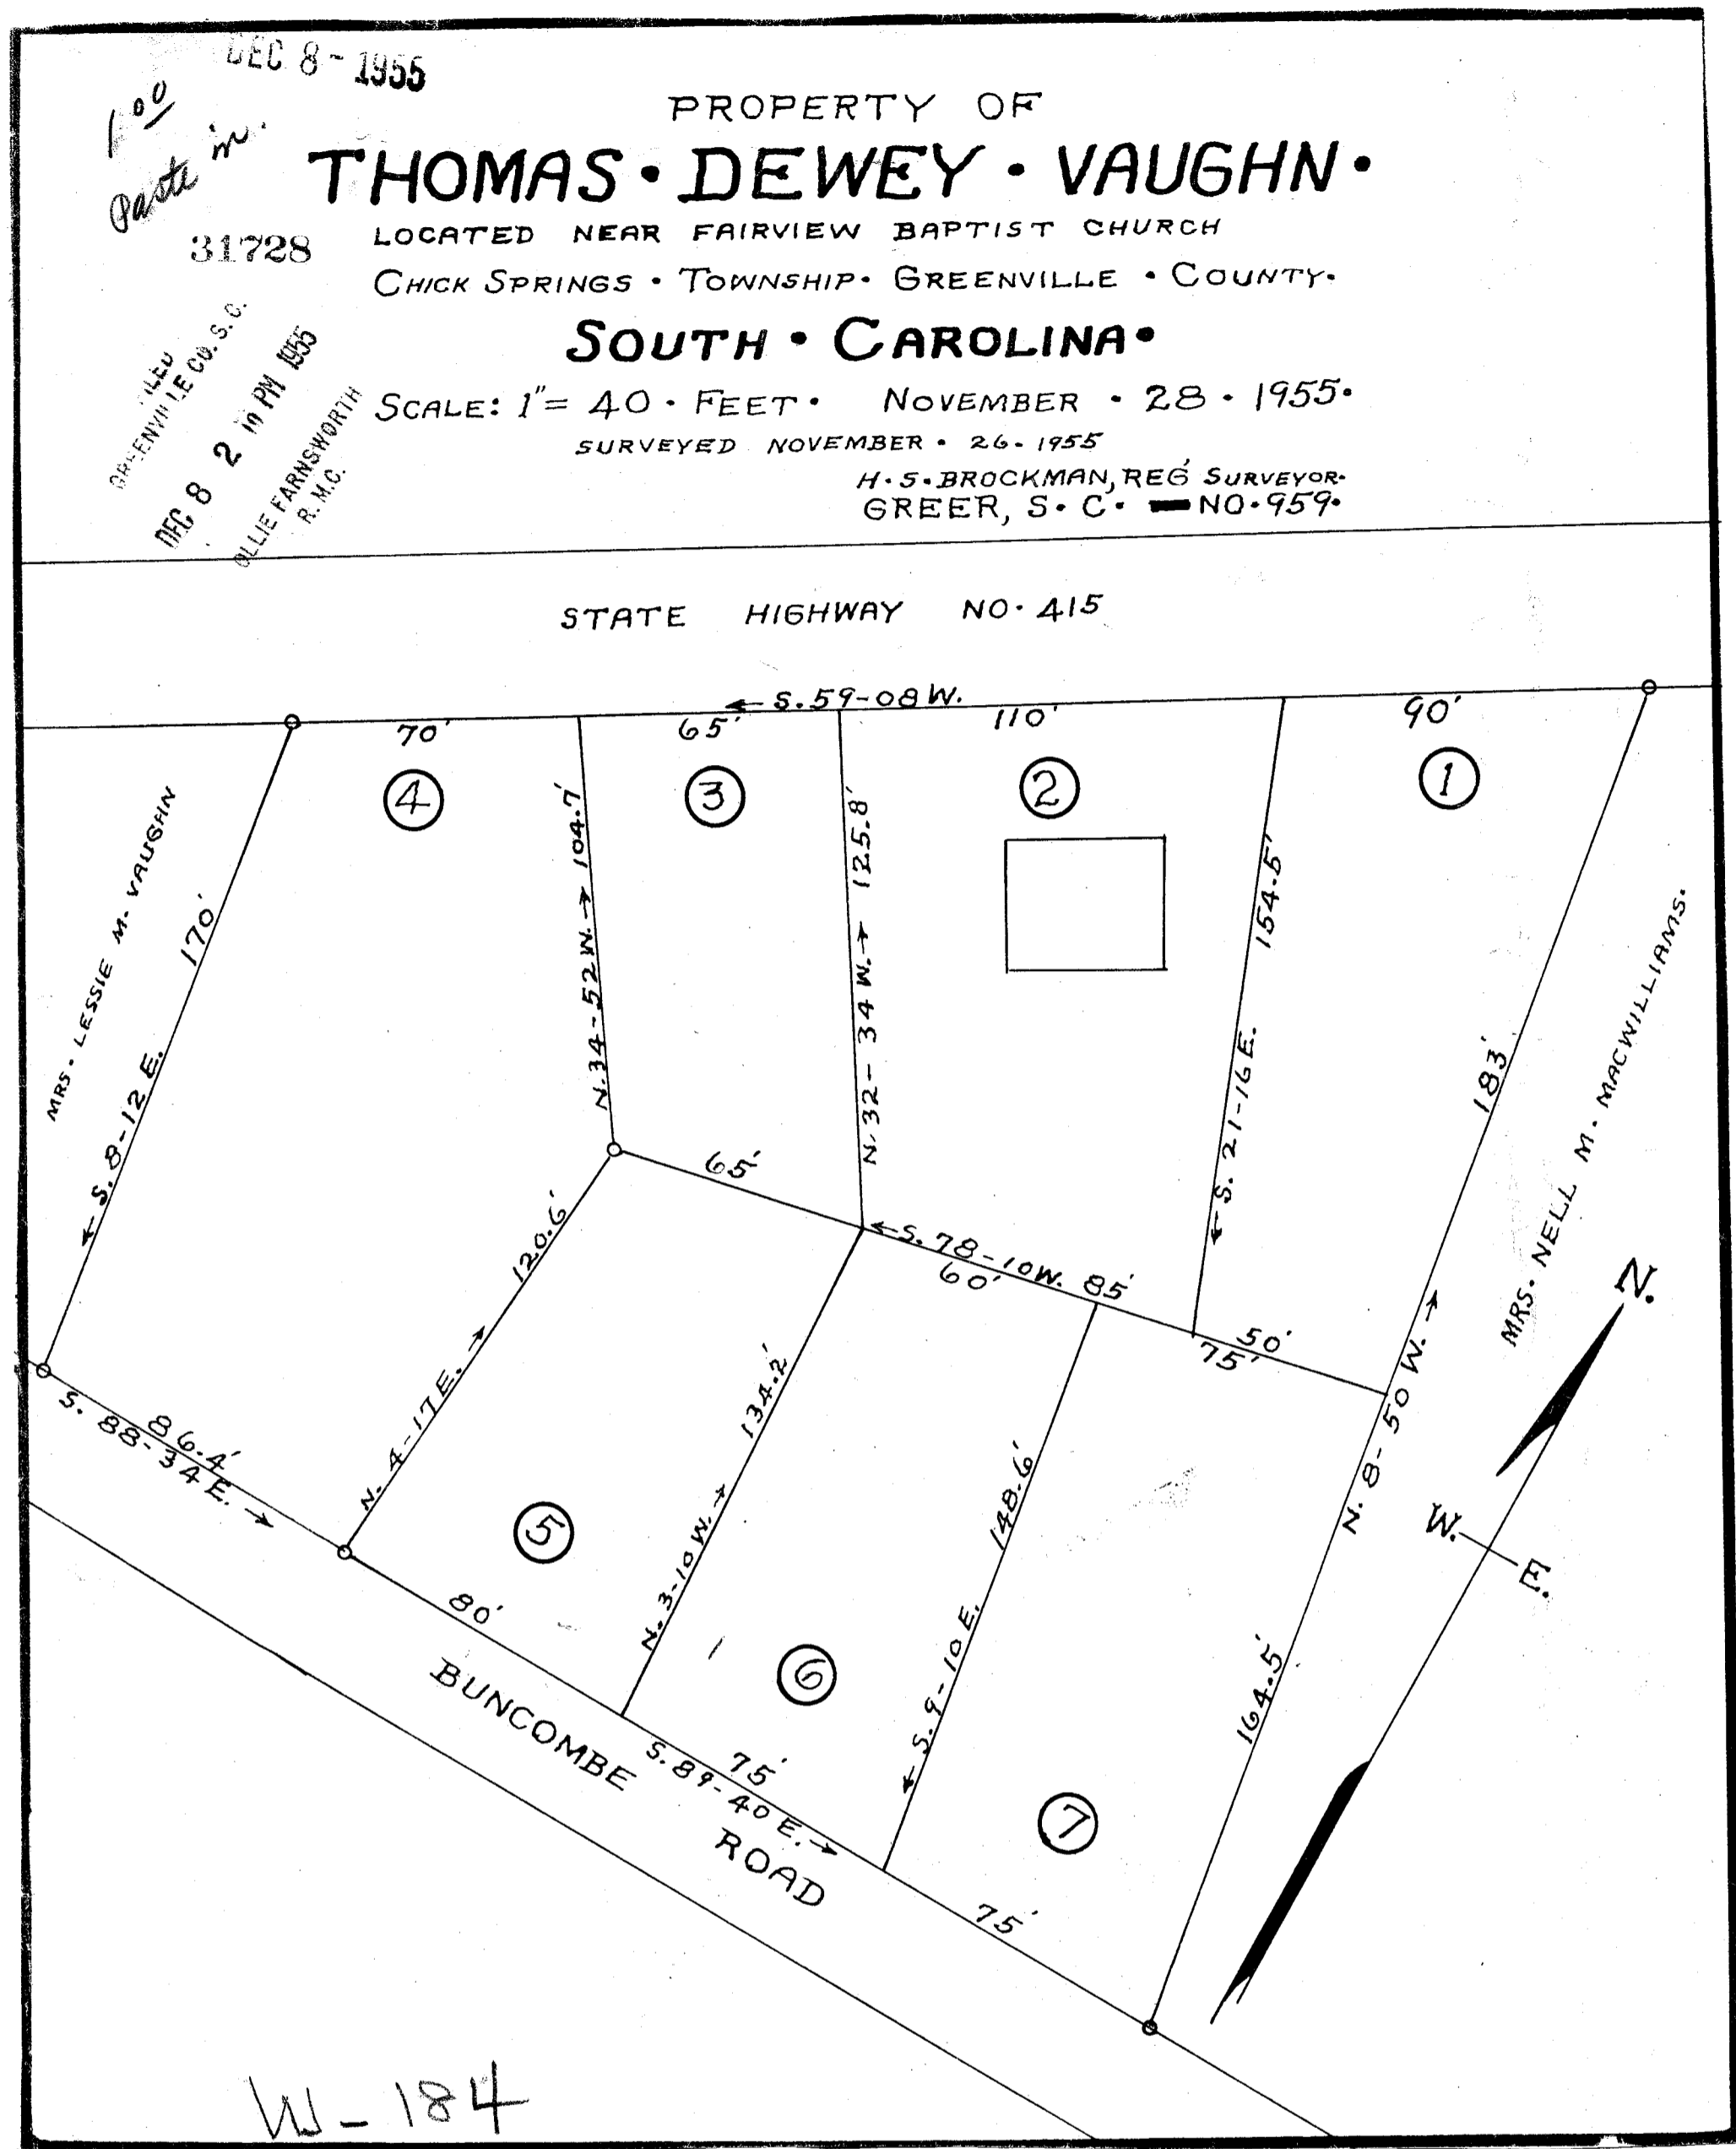 DEC 8 - 1955
1.00
Paste in.
PROPERTY OF
THOMAS • DEWEY • VAUGHN •
31728
LOCATED NEAR FAIRVIEW BAPTIST CHURCH
CHICK SPRINGS • TOWNSHIP • GREENVILLE • COUNTY •
SOUTH • CAROLINA •
SCALE: 1" = 40 • FEET • NOVEMBER • 28 • 1955 •
SURVEYED NOVEMBER • 26 - 1955
H. S. BROCKMAN, REG' SURVEYOR.
GREER, S. C. — NO. 959.
GREENVILLE CO. S. C.
DEC 8 2 PM 1955
OLLIE FARNSWORTH
R. M. C.
STATE HIGHWAY NO. 415
← S. 59-08 W.
70'
65'
110'
90'
4
3
2
1
MRS. LESSIE M. VAUGHN
170'
← S. 8-12 E.
N. 34-52 W. → 104.7'
N. 32-34 W. → 125.8'
154.5'
← S. 21-16 E.
183'
MRS. NELL M. MACWILLIAMS.
65'
← S. 78-10 W. 85'
60'
50'
75'
N.
W.
E.
120.6'
N. 4-17 E. →
134.2'
N. 3-10 W. →
148.6'
← S. 9-10 E.
N. 8-50 W. →
164.5'
86.4'
S. 88-34 E. →
5
6
7
80'
75'
S. 89-40 E. →
75'
BUNCOMBE
ROAD
W - 184